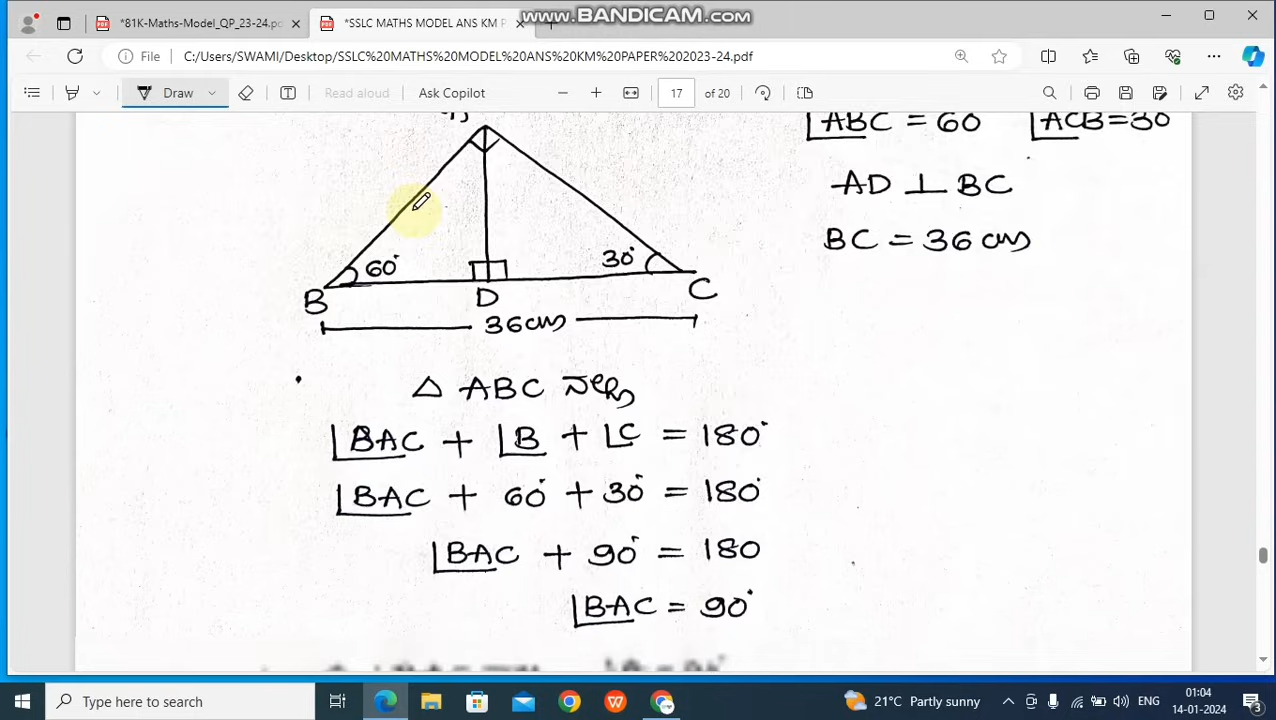 www.BANDICAM.com
*81K-Maths-Model_QP_23-24.pc
*SSLC MATHS MODEL ANS KM P
File C:/Users/SWAMI/Desktop/SSLC%20MATHS%20MODEL%20ANS%20KM%20PAPER%202023-24.pdf
Draw Read aloud Ask Copilot 17 of 20
ABC = 60 ACB=30
AD ⊥ BC
BC = 36 cm
60° 30°
B D C
36cm
△ ABC ನಲ್ಲಿ
BAC + B + C = 180°
BAC + 60° + 30° = 180°
BAC + 90° = 180
BAC = 90°
Type here to search
21°C Partly sunny ENG 01:04
14-01-2024
3